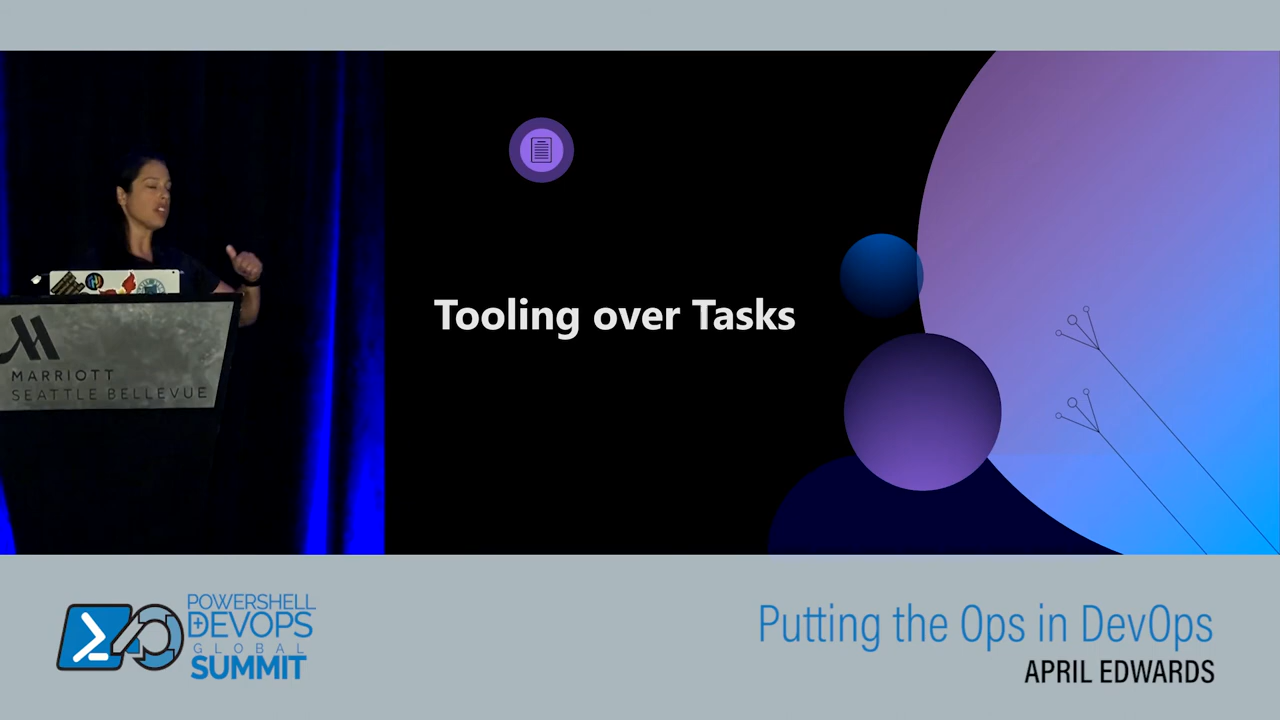 Tooling over Tasks
MARRIOTT
SEATTLE BELLEVUE
POWERSHELL
+DEVOPS
GLOBAL
SUMMIT
Putting the Ops in DevOps
APRIL EDWARDS